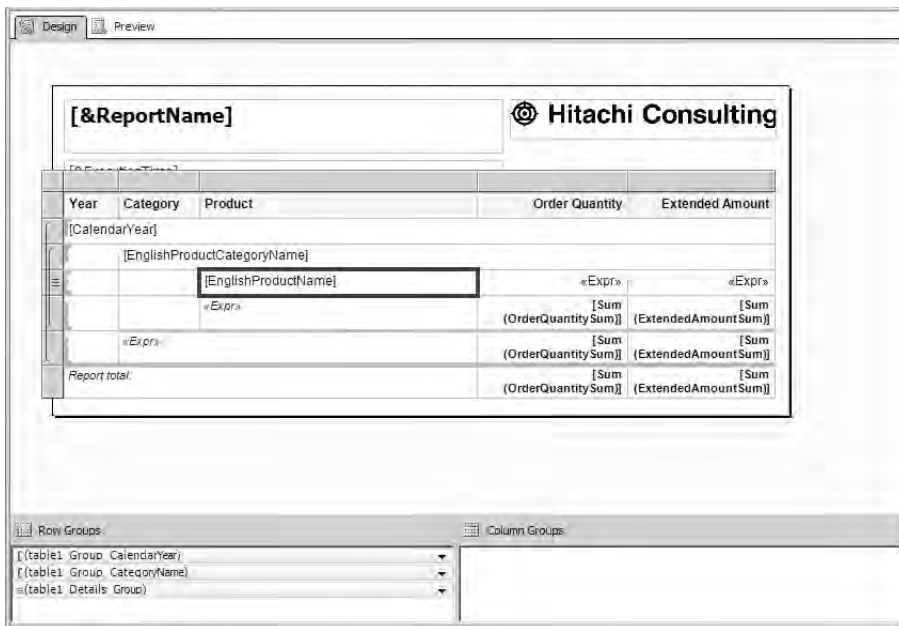 Design Preview
[&ReportName] Hitachi Consulting
[&ExecutionTime]
Year Category Product Order Quantity Extended Amount
[CalendarYear]
[EnglishProductCategoryName]
[EnglishProductName] «Expr» «Expr»
«Expr» [Sum [Sum
(OrderQuantitySum)] (ExtendedAmountSum)]
«Expr» [Sum [Sum
(OrderQuantitySum)] (ExtendedAmountSum)]
Report total: [Sum [Sum
(OrderQuantitySum)] (ExtendedAmountSum)]
Row Groups Column Groups
(table1_Group_CalendarYear)
(table1_Group_CategoryName)
(table1_Details_Group)